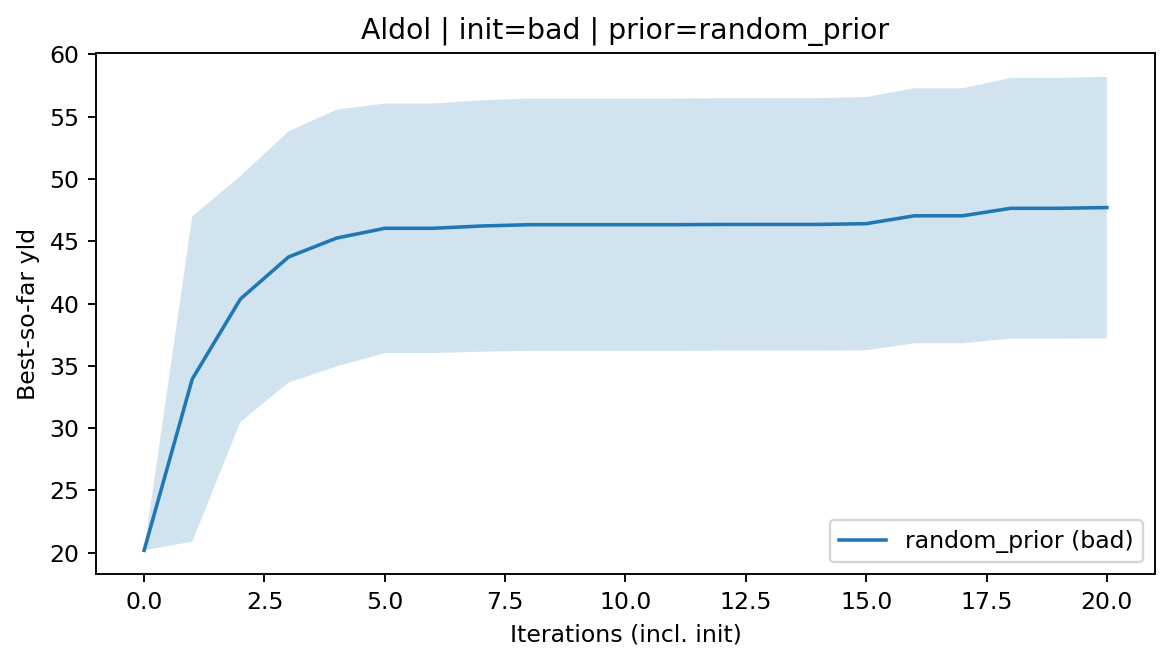 Aldol | init=bad | prior=random_prior
60
55
50
45
40
35
30
25
20
Best-so-far yld
random_prior (bad)
0.0 2.5 5.0 7.5 10.0 12.5 15.0 17.5 20.0
Iterations (incl. init)